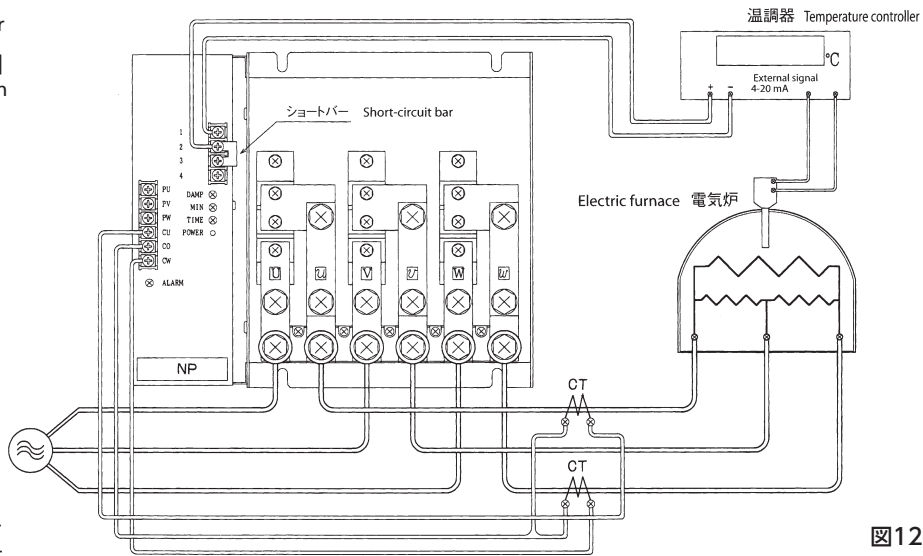 温調器 Temperature controller
℃
External signal
4-20 mA
+ −
ショートバー Short-circuit bar
1
2
3
4
PU
PV
PW
CU
CO
CW
DAMP
MIN
TIME
POWER
ALARM
U u V v W w
Electric furnace 電気炉
NP
CT
CT
図12